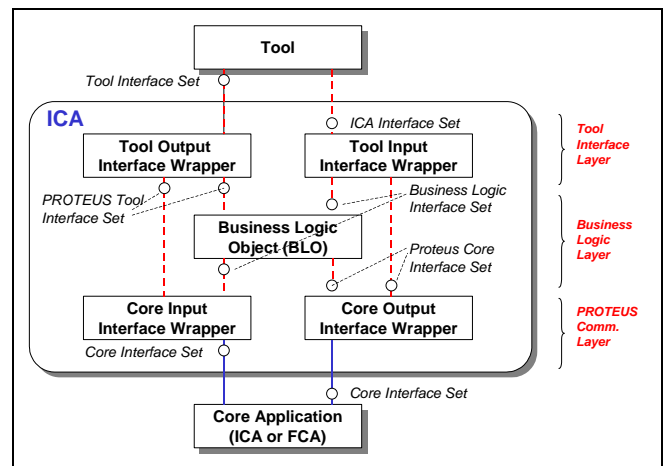 Tool
Tool Interface Set
ICA
ICA Interface Set
Tool
Interface
Layer
Tool Output
Interface Wrapper
Tool Input
Interface Wrapper
PROTEUS Tool
Interface Set
Business Logic
Interface Set
Business Logic
Object (BLO)
Business
Logic
Layer
Proteus Core
Interface Set
Core Input
Interface Wrapper
Core Output
Interface Wrapper
PROTEUS
Comm.
Layer
Core Interface Set
Core Interface Set
Core Application
(ICA or FCA)